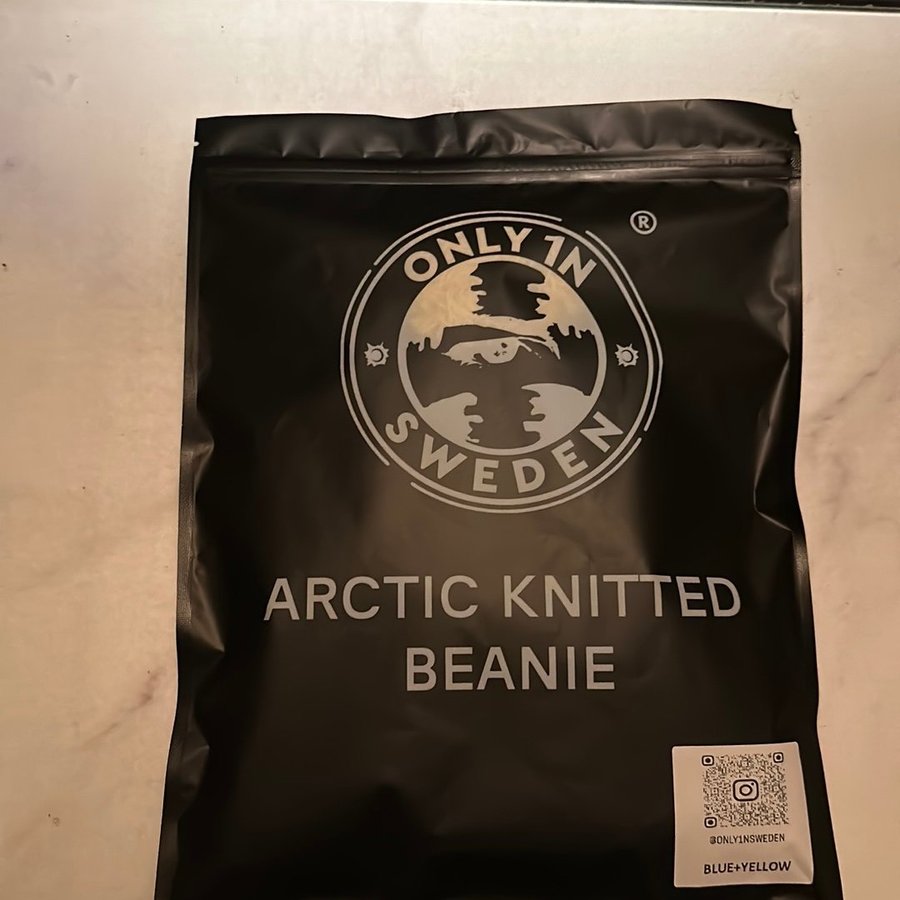 ®
ONLY 1N
SWEDEN
ARCTIC KNITTED
BEANIE
@ONLY1NSWEDEN
BLUE+YELLOW